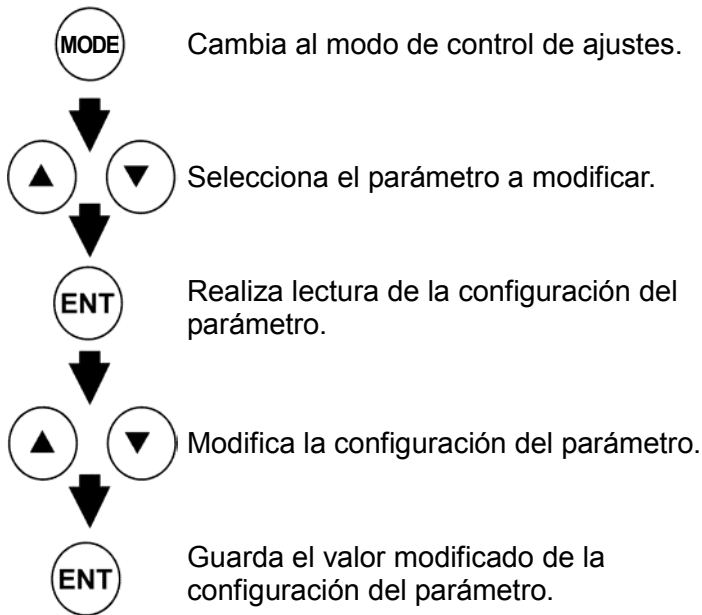 MODE Cambia al modo de control de ajustes.
▲ ▼ Selecciona el parámetro a modificar.
ENT Realiza lectura de la configuración del
parámetro.
▲ ▼ Modifica la configuración del parámetro.
ENT Guarda el valor modificado de la
configuración del parámetro.